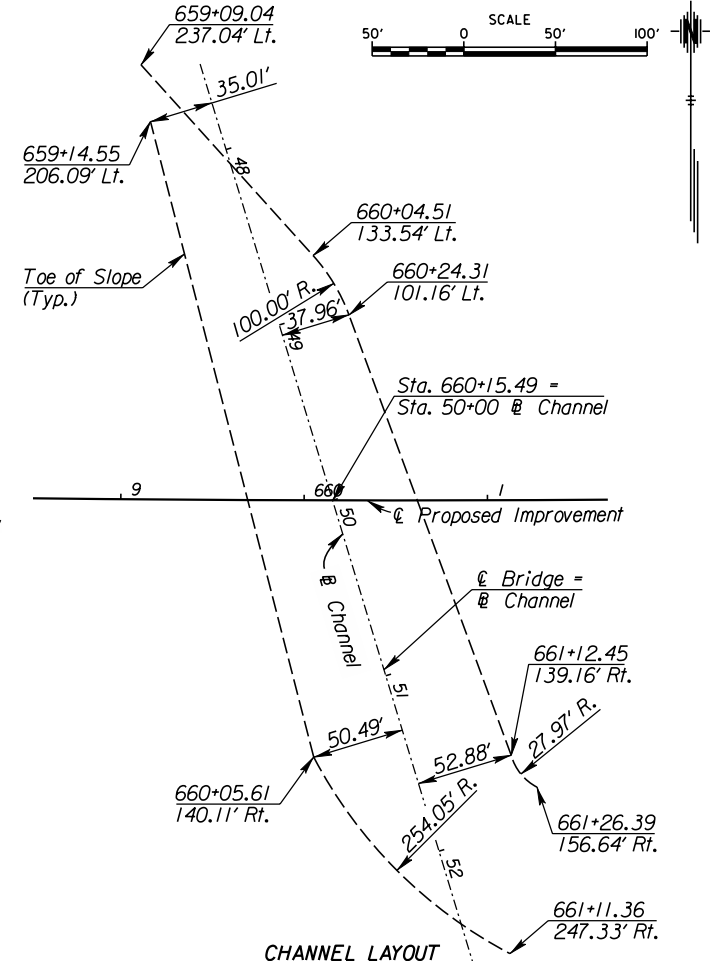 659+09.04
237.04' Lt.
SCALE
50' 0 50' 100'
N
35.01'
659+14.55
206.09' Lt.
48
660+04.51
133.54' Lt.
Toe of Slope
(Typ.)
660+24.31
101.16' Lt.
100.00' R.
37.96'
49
Sta. 660+15.49 =
Sta. 50+00 ⅊ Channel
9 660 1
50
℄ Proposed Improvement
⅊ Channel
℄ Bridge =
⅊ Channel
51
661+12.45
139.16' Rt.
50.49'
52.88'
27.97' R.
660+05.61
140.11' Rt.
254.05' R.
661+26.39
156.64' Rt.
52
661+11.36
247.33' Rt.
CHANNEL LAYOUT